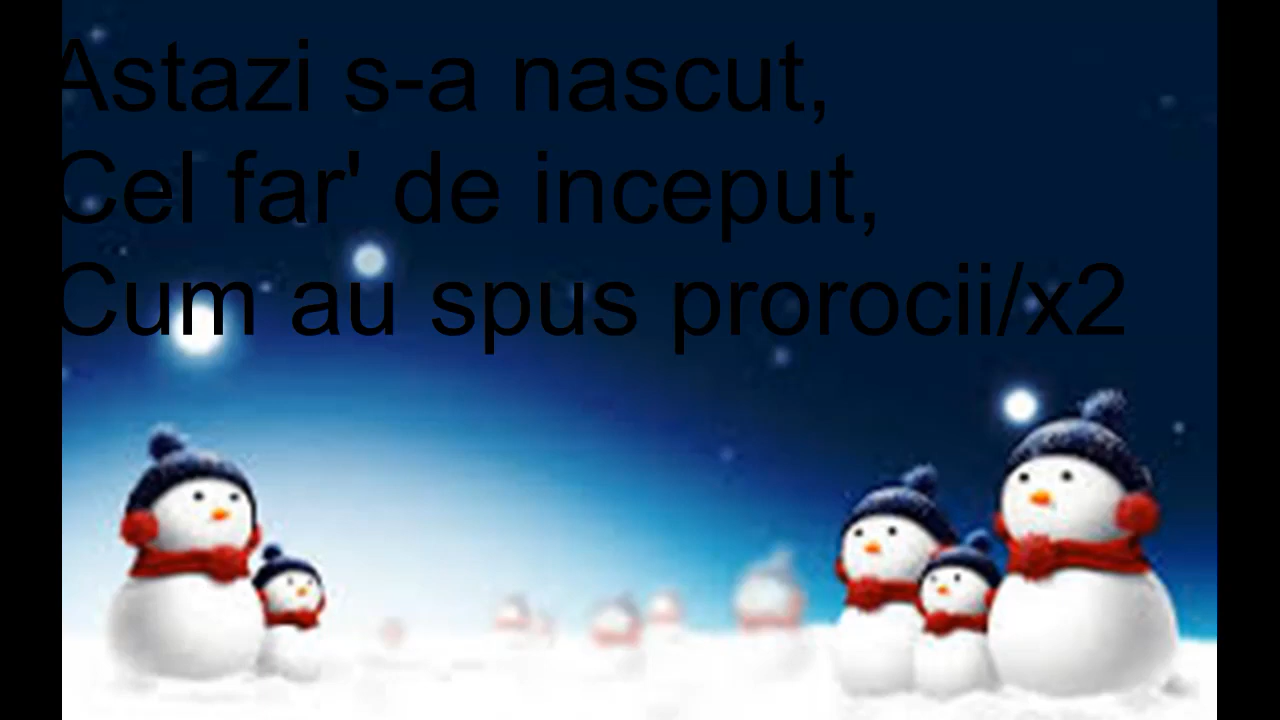 Astazi s-a nascut,
Cel far' de inceput,
Cum au spus prorocii/x2